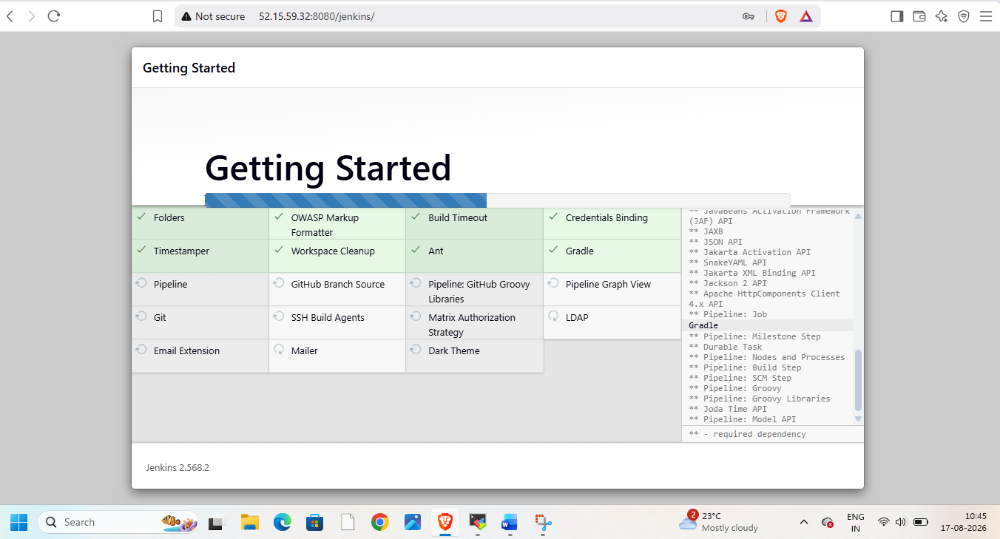 Not secure 52.15.59.32:8080/jenkins/
Getting Started
Getting Started
Folders
OWASP Markup
Formatter
Build Timeout
Credentials Binding
Timestamper
Workspace Cleanup
Ant
Gradle
Pipeline
GitHub Branch Source
Pipeline: GitHub Groovy
Libraries
Pipeline Graph View
Git
SSH Build Agents
Matrix Authorization
Strategy
LDAP
Email Extension
Mailer
Dark Theme
** JavaBeans Activation Framework
(JAF) API
** JAXB
** JSON API
** Jakarta Activation API
** SnakeYAML API
** Jakarta XML Binding API
** Jackson 2 API
** Apache HttpComponents Client
4.x API
** Pipeline: Job
Gradle
** Pipeline: Milestone Step
** Durable Task
** Pipeline: Nodes and Processes
** Pipeline: Build Step
** Pipeline: SCM Step
** Pipeline: Groovy
** Pipeline: Groovy Libraries
** Joda Time API
** Pipeline: Model API
** - required dependency
Jenkins 2.568.2
Search
2
23°C
Mostly cloudy
ENG
IN
10:45
17-08-2026